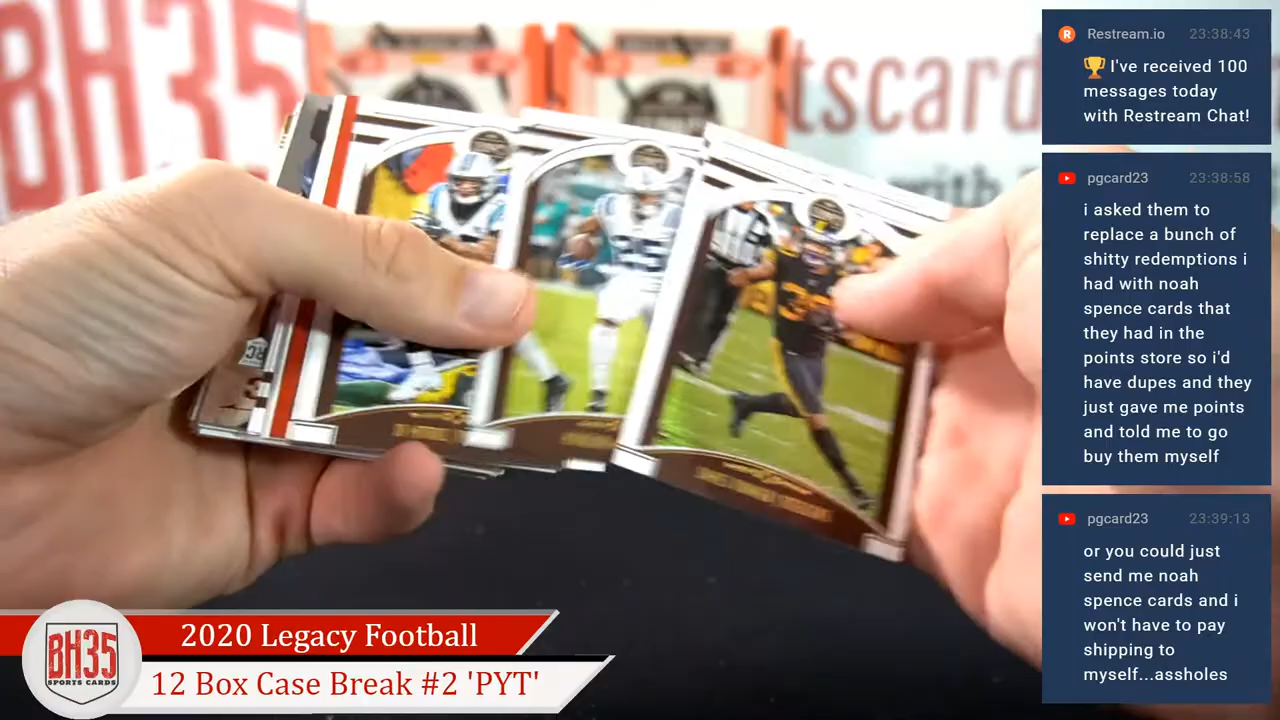 BH35
tscard
with
Restream.io 23:38:43
🏆 I've received 100
messages today
with Restream Chat!
pgcard23 23:38:58
i asked them to
replace a bunch of
shitty redemptions i
had with noah
spence cards that
they had in the
points store so i'd
have dupes and they
just gave me points
and told me to go
buy them myself
pgcard23 23:39:13
or you could just
send me noah
spence cards and i
won't have to pay
shipping to
myself...assholes
2020 Legacy Football
12 Box Case Break #2 'PYT'
BH35
SPORTS CARDS